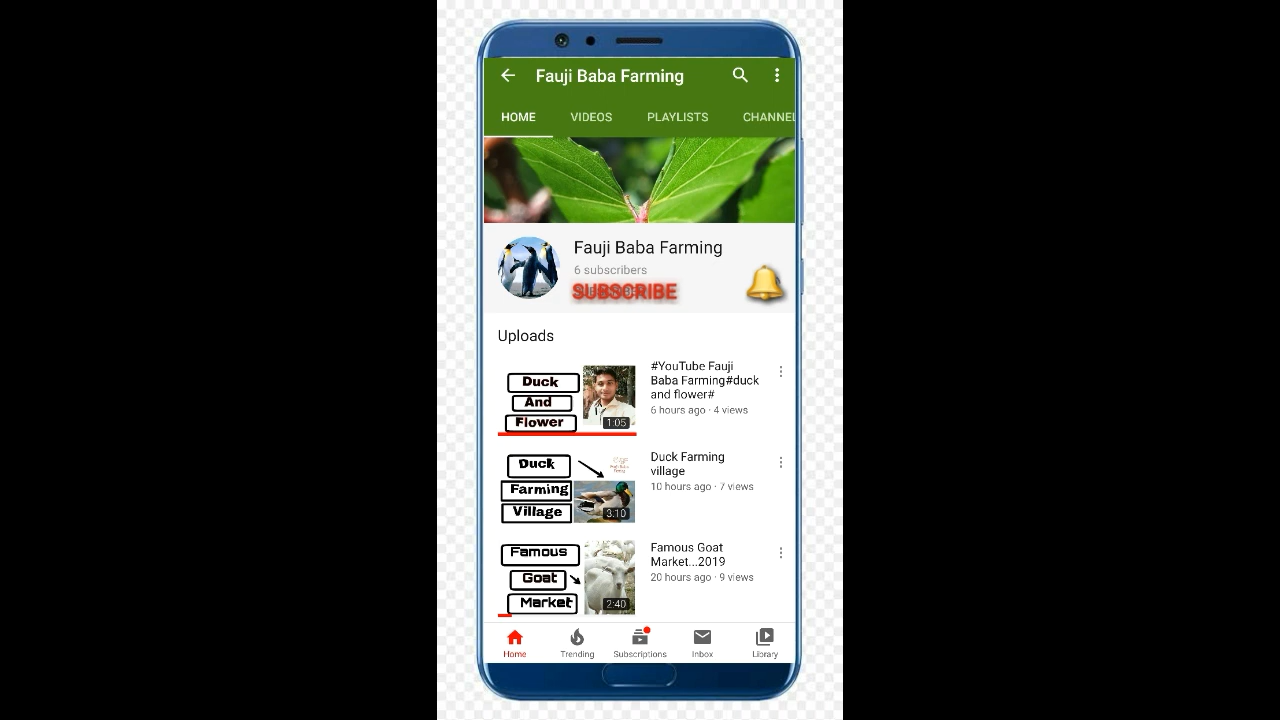 Fauji Baba Farming
HOME VIDEOS PLAYLISTS CHANNEL
Fauji Baba Farming
6 subscribers
SUBSCRIBE
Uploads
Duck
And
Flower
1:05
#YouTube Fauji
Baba Farming#duck
and flower#
6 hours ago · 4 views
Duck
Farming
Village
3:10
Duck Farming
village
10 hours ago · 7 views
Famous
Goat
Market
2:40
Famous Goat
Market...2019
20 hours ago · 9 views
Home Trending Subscriptions Inbox Library